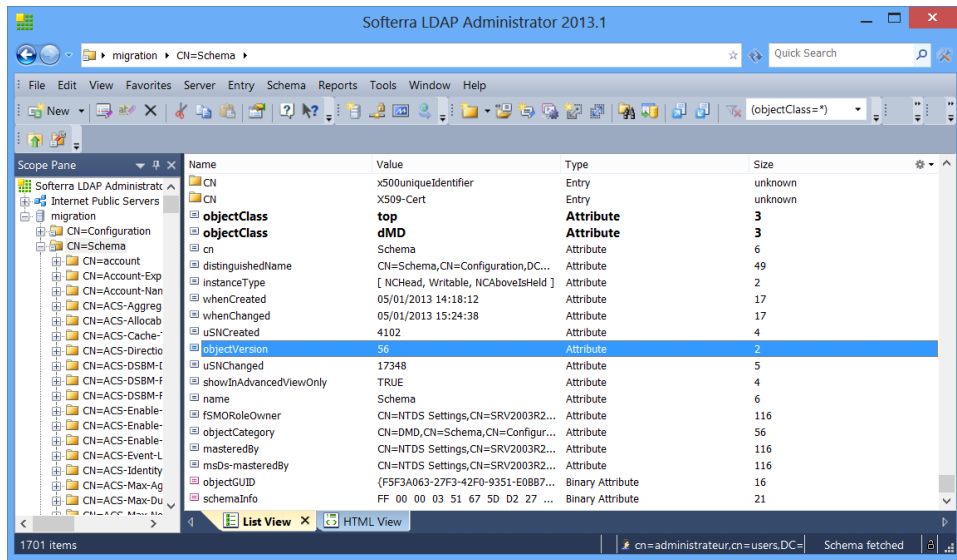 Softerra LDAP Administrator 2013.1
migration CN=Schema
Quick Search
File Edit View Favorites Server Entry Schema Reports Tools Window Help
New (objectClass=*)
Scope Pane
Softerra LDAP Administratc
Internet Public Servers
migration
CN=Configuration
CN=Schema
CN=account
CN=Account-Exp
CN=Account-Nan
CN=ACS-Aggreg
CN=ACS-Allocab
CN=ACS-Cache-
CN=ACS-Directio
CN=ACS-DSBM-
CN=ACS-DSBM-F
CN=ACS-DSBM-F
CN=ACS-Enable-
CN=ACS-Enable-
CN=ACS-Enable-
CN=ACS-Event-L
CN=ACS-Identity
CN=ACS-Max-Ag
CN=ACS-Max-Du
Name Value Type Size
CN x500uniqueIdentifier Entry unknown
CN X509-Cert Entry unknown
objectClass top Attribute 3
objectClass dMD Attribute 3
cn Schema Attribute 6
distinguishedName CN=Schema,CN=Configuration,DC... Attribute 49
instanceType [ NCHead, Writable, NCAboveIsHeld ] Attribute 2
whenCreated 05/01/2013 14:18:12 Attribute 17
whenChanged 05/01/2013 15:24:38 Attribute 17
uSNCreated 4102 Attribute 4
objectVersion 56 Attribute 2
uSNChanged 17348 Attribute 5
showInAdvancedViewOnly TRUE Attribute 4
name Schema Attribute 6
fSMORoleOwner CN=NTDS Settings,CN=SRV2003R2... Attribute 116
objectCategory CN=DMD,CN=Schema,CN=Configur... Attribute 56
masteredBy CN=NTDS Settings,CN=SRV2003R2... Attribute 116
msDs-masteredBy CN=NTDS Settings,CN=SRV2003R2... Attribute 116
objectGUID {F5F3A063-27F3-42F0-9351-E0BB7... Binary Attribute 16
schemaInfo FF 00 00 03 51 67 5D D2 27 ... Binary Attribute 21
List View HTML View
1701 items cn=administrateur,cn=users,DC= Schema fetched